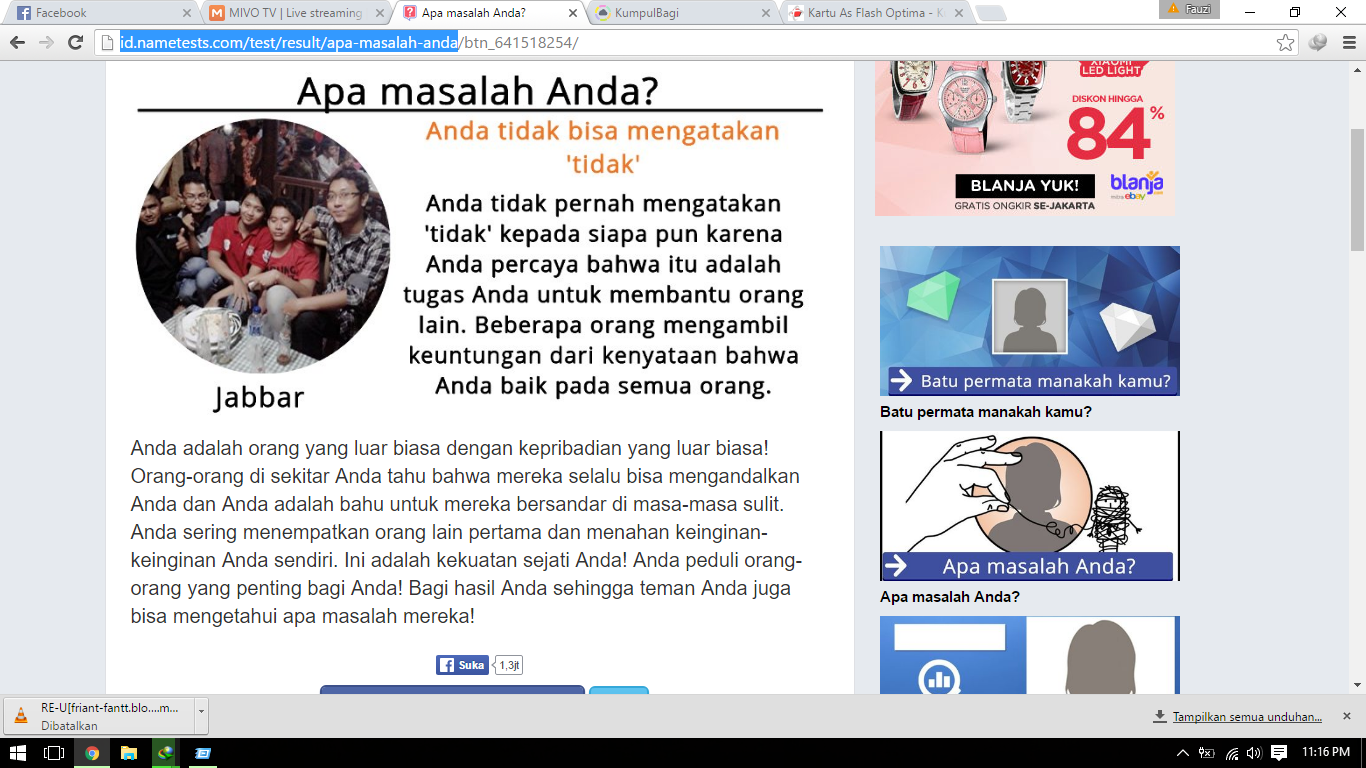 Facebook
MIVO TV | Live streaming
Apa masalah Anda?
KumpulBagi
Kartu As Flash Optima - K
Fauzi
id.nametests.com/test/result/apa-masalah-anda/btn_641518254/
Apa masalah Anda?
Anda tidak bisa mengatakan
'tidak'
Anda tidak pernah mengatakan
'tidak' kepada siapa pun karena
Anda percaya bahwa itu adalah
tugas Anda untuk membantu orang
lain. Beberapa orang mengambil
keuntungan dari kenyataan bahwa
Anda baik pada semua orang.
Jabbar
Anda adalah orang yang luar biasa dengan kepribadian yang luar biasa!
Orang-orang di sekitar Anda tahu bahwa mereka selalu bisa mengandalkan
Anda dan Anda adalah bahu untuk mereka bersandar di masa-masa sulit.
Anda sering menempatkan orang lain pertama dan menahan keinginan-
keinginan Anda sendiri. Ini adalah kekuatan sejati Anda! Anda peduli orang-
orang yang penting bagi Anda! Bagi hasil Anda sehingga teman Anda juga
bisa mengetahui apa masalah mereka!
Suka
1,3jt
XIAOMI
LED LIGHT
DISKON HINGGA
84%
BLANJA YUK!
GRATIS ONGKIR SE-JAKARTA
blanja
.com
mitra ebay
Batu permata manakah kamu?
Batu permata manakah kamu?
Apa masalah Anda?
Apa masalah Anda?
RE-U[friant-fantt.blo....m...
Dibatalkan
Tampilkan semua unduhan...
11:16 PM